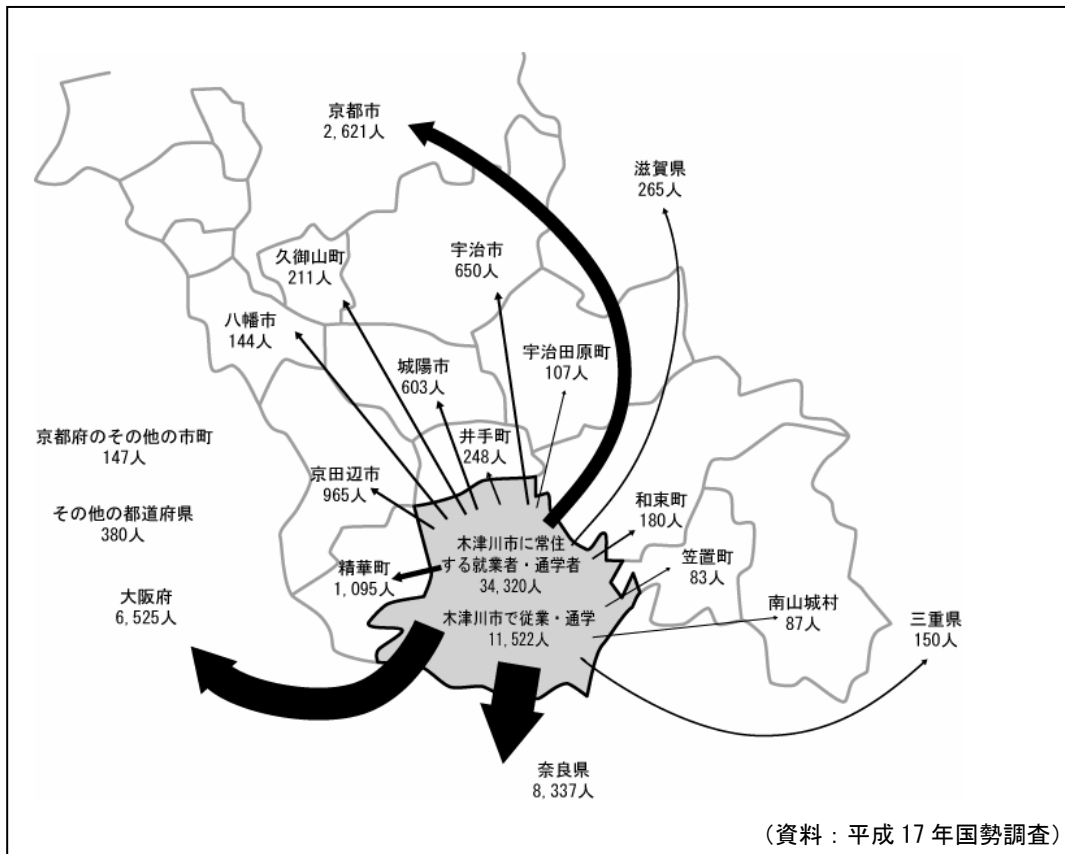 京都市
2,621人
滋賀県
265人
久御山町
211人
宇治市
650人
八幡市
144人
城陽市
603人
宇治田原町
107人
京都府のその他の市町
147人
井手町
248人
京田辺市
965人
その他の都道府県
380人
和束町
180人
木津川市に常住
する就業者・通学者
34,320人
精華町
1,095人
笠置町
83人
大阪府
6,525人
木津川市で従業・通学
11,522人
南山城村
87人
三重県
150人
奈良県
8,337人
（資料：平成17年国勢調査）